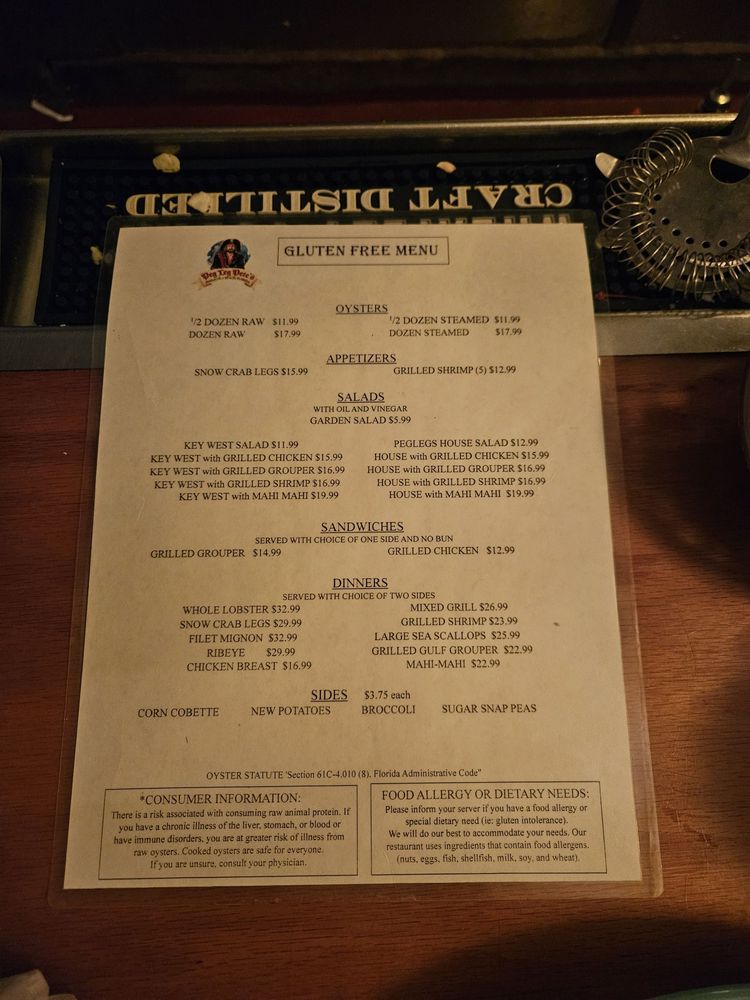 CRAFT DISTILLED
Peg Leg Pete's
GLUTEN FREE MENU
OYSTERS
1/2 DOZEN RAW $11.99 1/2 DOZEN STEAMED $11.99
DOZEN RAW $17.99 DOZEN STEAMED $17.99
APPETIZERS
SNOW CRAB LEGS $15.99 GRILLED SHRIMP (5) $12.99
SALADS
WITH OIL AND VINEGAR
GARDEN SALAD $5.99
KEY WEST SALAD $11.99 PEGLEGS HOUSE SALAD $12.99
KEY WEST with GRILLED CHICKEN $15.99 HOUSE with GRILLED CHICKEN $15.99
KEY WEST with GRILLED GROUPER $16.99 HOUSE with GRILLED GROUPER $16.99
KEY WEST with GRILLED SHRIMP $16.99 HOUSE with GRILLED SHRIMP $16.99
KEY WEST with MAHI MAHI $19.99 HOUSE with MAHI MAHI $19.99
SANDWICHES
SERVED WITH CHOICE OF ONE SIDE AND NO BUN
GRILLED GROUPER $14.99 GRILLED CHICKEN $12.99
DINNERS
SERVED WITH CHOICE OF TWO SIDES
WHOLE LOBSTER $32.99 MIXED GRILL $26.99
SNOW CRAB LEGS $29.99 GRILLED SHRIMP $23.99
FILET MIGNON $32.99 LARGE SEA SCALLOPS $25.99
RIBEYE $29.99 GRILLED GULF GROUPER $22.99
CHICKEN BREAST $16.99 MAHI-MAHI $22.99
SIDES $3.75 each
CORN COBETTE NEW POTATOES BROCCOLI SUGAR SNAP PEAS
OYSTER STATUTE 'Section 61C-4.010 (8). Florida Administrative Code"
*CONSUMER INFORMATION:
There is a risk associated with consuming raw animal protein. If
you have a chronic illness of the liver, stomach, or blood or
have immune disorders, you are at greater risk of illness from
raw oysters. Cooked oysters are safe for everyone.
If you are unsure, consult your physician.
FOOD ALLERGY OR DIETARY NEEDS:
Please inform your server if you have a food allergy or
special dietary need (ie: gluten intolerance).
We will do our best to accommodate your needs. Our
restaurant uses ingredients that contain food allergens.
(nuts, eggs, fish, shellfish, milk, soy, and wheat).